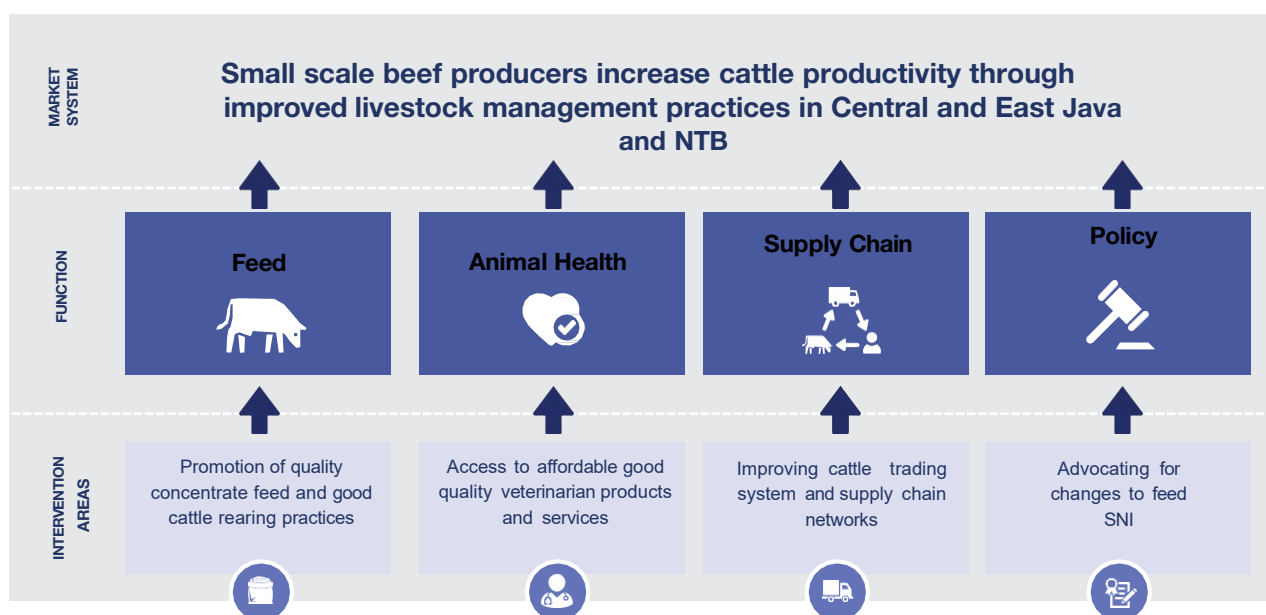 MARKET
SYSTEM
Small scale beef producers increase cattle productivity through
improved livestock management practices in Central and East Java
and NTB
FUNCTION
Feed
Animal Health
Supply Chain
Policy
INTERVENTION
AREAS
Promotion of quality
concentrate feed and good
cattle rearing practices
Access to affordable good
quality veterinarian products
and services
Improving cattle trading
system and supply chain
networks
Advocating for
changes to feed
SNI